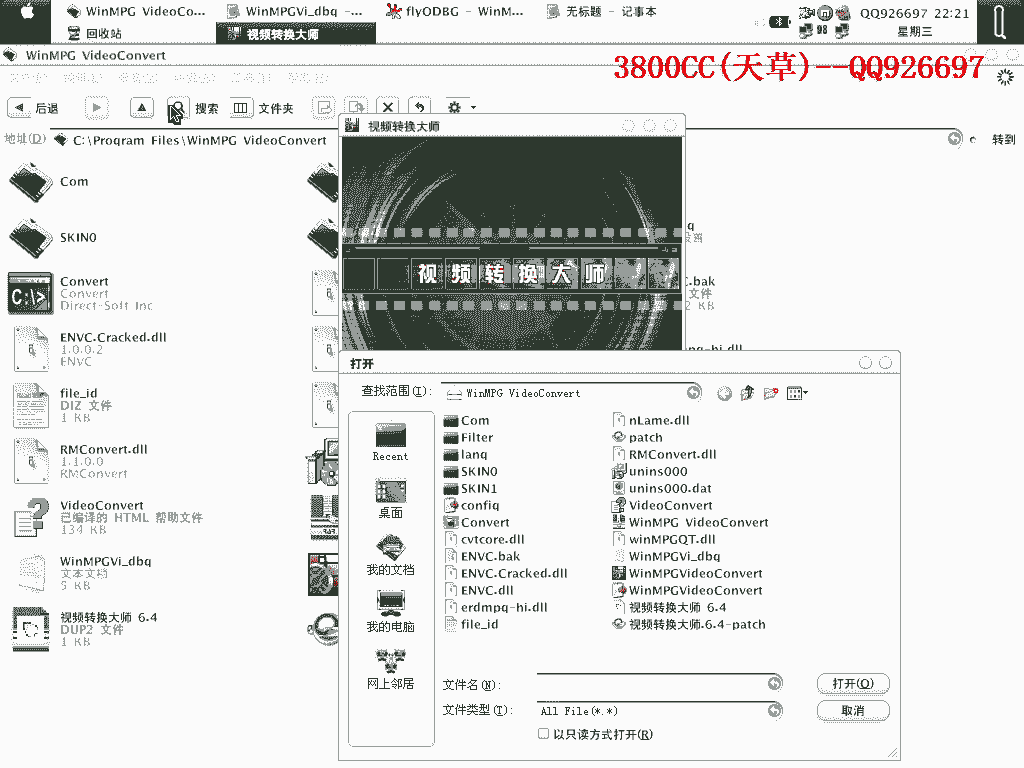 WinMPG VideoCo...
WinMPGVi_dbg -...
flyODBG - WinM...
无标题 - 记事本
回收站
视频转换大师
98
QQ926697 22:21
星期三
WinMPG VideoConvert
3800CC(天草)--QQ926697
后退
搜索
文件夹
地址(D)
C:\Program Files\WinMPG VideoConvert
转到
Com
SKIN0
Convert
Convert
Direct-Soft Inc
ENVC.Cracked.dll
1.0.0.2
ENVC
file_id
DIZ 文件
1 KB
RMConvert.dll
1.1.0.0
RMConvert
VideoConvert
已编译的 HTML 帮助文件
134 KB
WinMPGVi_dbg
文本文档
5 KB
视频转换大师 6.4
DUP2 文件
1 KB
视频转换大师
视频转换大师
.bak
文件
KB
打开
查找范围(I):
WinMPG VideoConvert
Recent
桌面
我的文档
我的电脑
网上邻居
Com
Filter
lang
SKIN0
SKIN1
config
Convert
cvtcore.dll
ENVC.bak
ENVC.Cracked.dll
ENVC.dll
erdmpg-hi.dll
file_id
nLame.dll
patch
RMConvert.dll
unins000
unins000.dat
VideoConvert
WinMPG VideoConvert
winMPGQT.dll
WinMPGVi_dbg
WinMPGVideoConvert
WinMPGVideoConvert
视频转换大师 6.4
视频转换大师.6.4-patch
文件名(N):
打开(O)
文件类型(T):
All File(*.*)
取消
以只读方式打开(R)